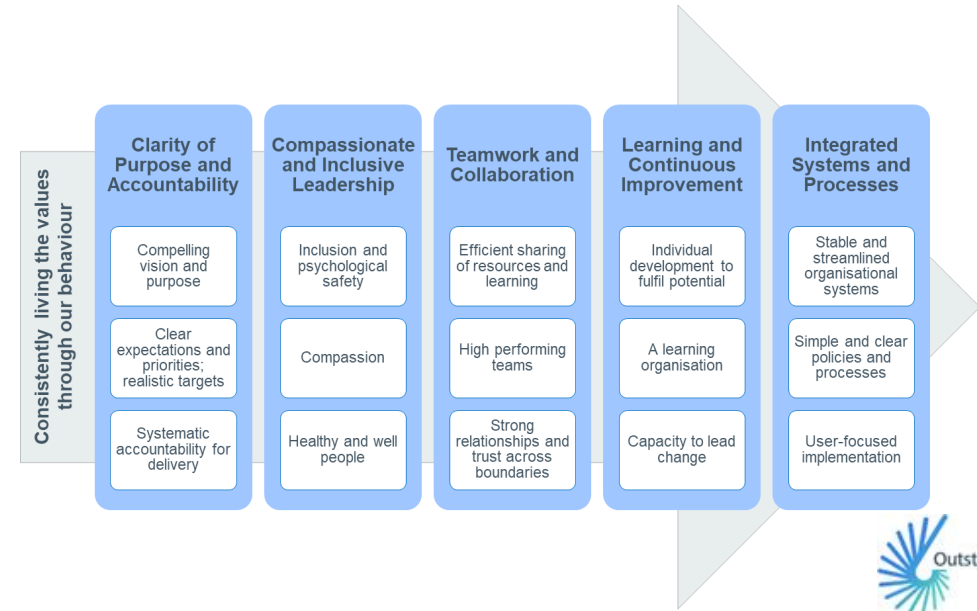 Consistently living the values
through our behaviour
Clarity of
Purpose and
Accountability
Compelling
vision and
purpose
Clear
expectations and
priorities;
realistic targets
Systematic
accountability for
delivery
Compassionate
and Inclusive
Leadership
Inclusion and
psychological
safety
Compassion
Healthy and well
people
Teamwork and
Collaboration
Efficient sharing
of resources and
learning
High performing
teams
Strong
relationships and
trust across
boundaries
Learning and
Continuous
Improvement
Individual
development to
fulfil potential
A learning
organisation
Capacity to lead
change
Integrated
Systems and
Processes
Stable and
streamlined
organisational
systems
Simple and clear
policies and
processes
User-focused
implementation
Outst